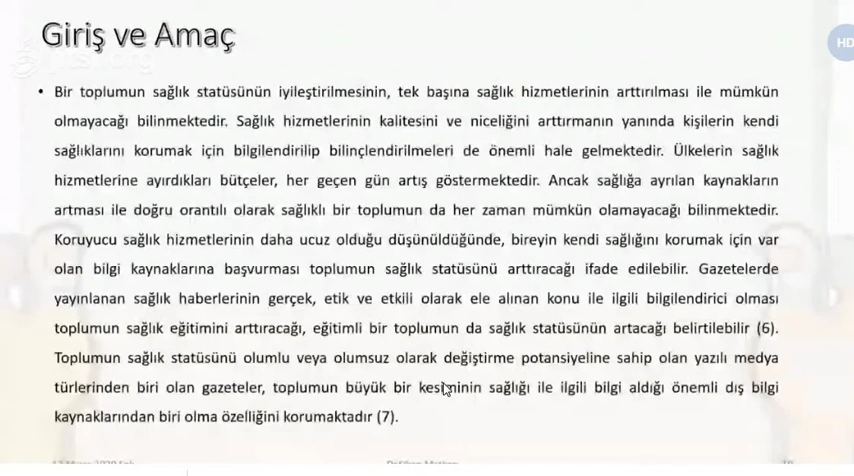 Giriş ve Amaç
HD
• Bir toplumun sağlık statüsünün iyileştirilmesinin, tek başına sağlık hizmetlerinin arttırılması ile mümkün
olmayacağı bilinmektedir. Sağlık hizmetlerinin kalitesini ve niceliğini arttırmanın yanında kişilerin kendi
sağlıklarını korumak için bilgilendirilip bilinçlendirilmeleri de önemli hale gelmektedir. Ülkelerin sağlık
hizmetlerine ayırdıkları bütçeler, her geçen gün artış göstermektedir. Ancak sağlığa ayrılan kaynakların
artması ile doğru orantılı olarak sağlıklı bir toplumun da her zaman mümkün olamayacağı bilinmektedir.
Koruyucu sağlık hizmetlerinin daha ucuz olduğu düşünüldüğünde, bireyin kendi sağlığını korumak için var
olan bilgi kaynaklarına başvurması toplumun sağlık statüsünü arttıracağı ifade edilebilir. Gazetelerde
yayınlanan sağlık haberlerinin gerçek, etik ve etkili olarak ele alınan konu ile ilgili bilgilendirici olması
toplumun sağlık eğitimini arttıracağı, eğitimli bir toplumun da sağlık statüsünün artacağı belirtilebilir (6).
Toplumun sağlık statüsünü olumlu veya olumsuz olarak değiştirme potansiyeline sahip olan yazılı medya
türlerinden biri olan gazeteler, toplumun büyük bir kesiminin sağlığı ile ilgili bilgi aldığı önemli dış bilgi
kaynaklarından biri olma özelliğini korumaktadır (7).